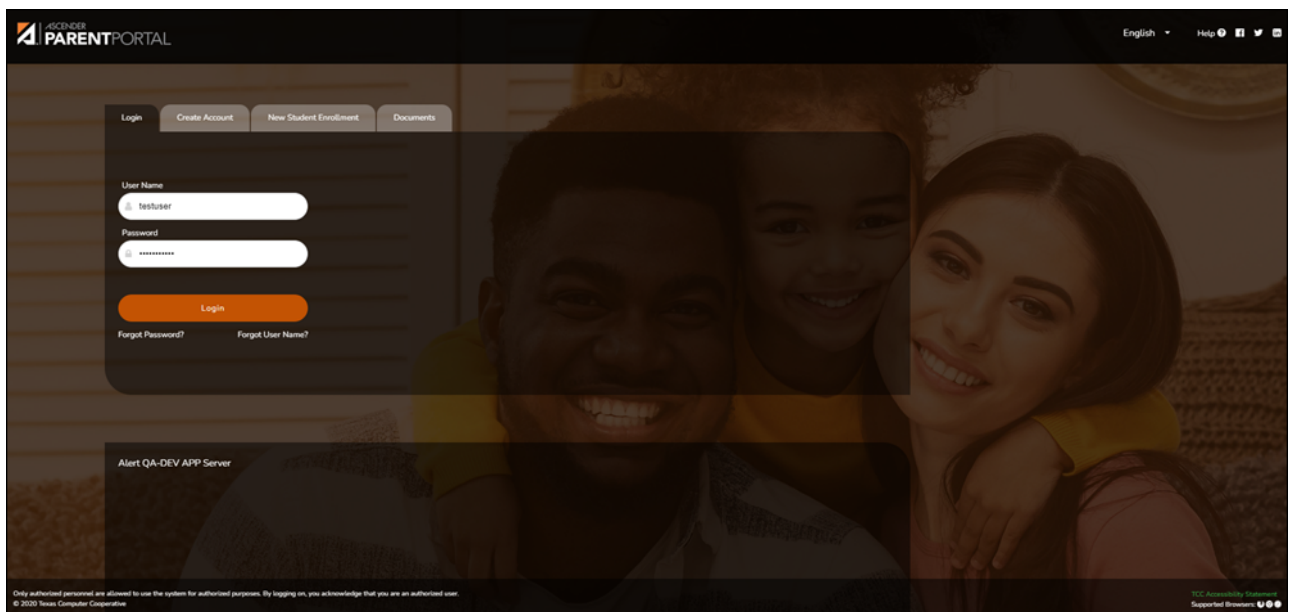 ASCENDER
PARENTPORTAL
English
Help
Login
Create Account
New Student Enrollment
Documents
User Name
testuser
Password
Login
Forgot Password?
Forgot User Name?
Alert QA-DEV APP Server
Only authorized personnel are allowed to use the system for authorized purposes. By logging on, you acknowledge that you are an authorized user.
© 2020 Texas Computer Cooperative
TCC Accessibility Statement
Supported Browsers: